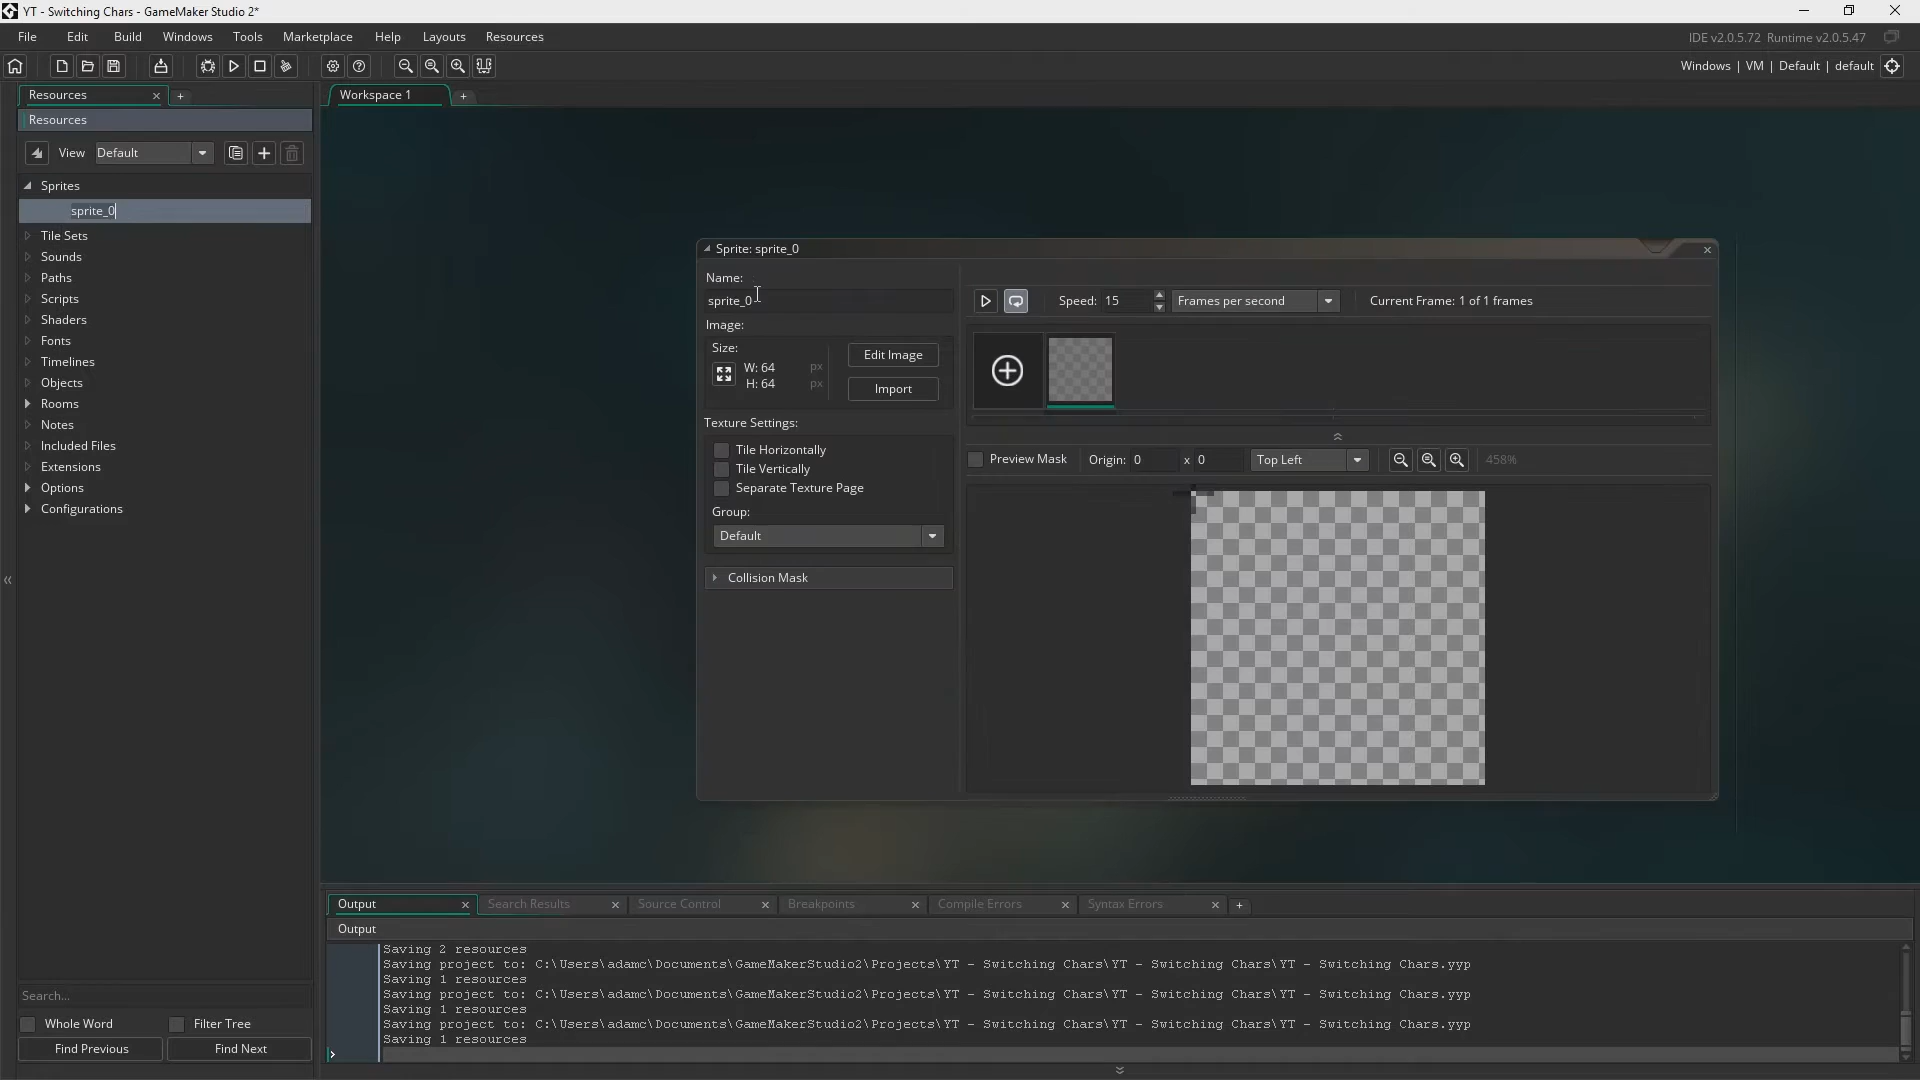 YT - Switching Chars - GameMaker Studio 2*
File Edit Build Windows Tools Marketplace Help Layouts Resources
IDE v2.0.5.72 Runtime v2.0.5.47
Windows | VM | Default | default
Resources
Workspace 1
Resources
View Default
Sprites
sprite_0
Tile Sets
Sounds
Paths
Scripts
Shaders
Fonts
Timelines
Objects
Rooms
Notes
Included Files
Extensions
Options
Configurations
Search...
Whole Word Filter Tree
Find Previous Find Next
Sprite: sprite_0
Name:
sprite_0
Image:
Size:
W: 64 px
H: 64 px
Edit Image
Import
Texture Settings:
Tile Horizontally
Tile Vertically
Separate Texture Page
Group:
Default
Collision Mask
Speed: 15 Frames per second Current Frame: 1 of 1 frames
Preview Mask Origin: 0 x 0 Top Left 458%
Output Search Results Source Control Breakpoints Compile Errors Syntax Errors
Output
Saving 2 resources
Saving project to: C:\Users\adamc\Documents\GameMakerStudio2\Projects\YT - Switching Chars\YT - Switching Chars\YT - Switching Chars.yyp
Saving 1 resources
Saving project to: C:\Users\adamc\Documents\GameMakerStudio2\Projects\YT - Switching Chars\YT - Switching Chars\YT - Switching Chars.yyp
Saving 1 resources
Saving project to: C:\Users\adamc\Documents\GameMakerStudio2\Projects\YT - Switching Chars\YT - Switching Chars\YT - Switching Chars.yyp
Saving 1 resources